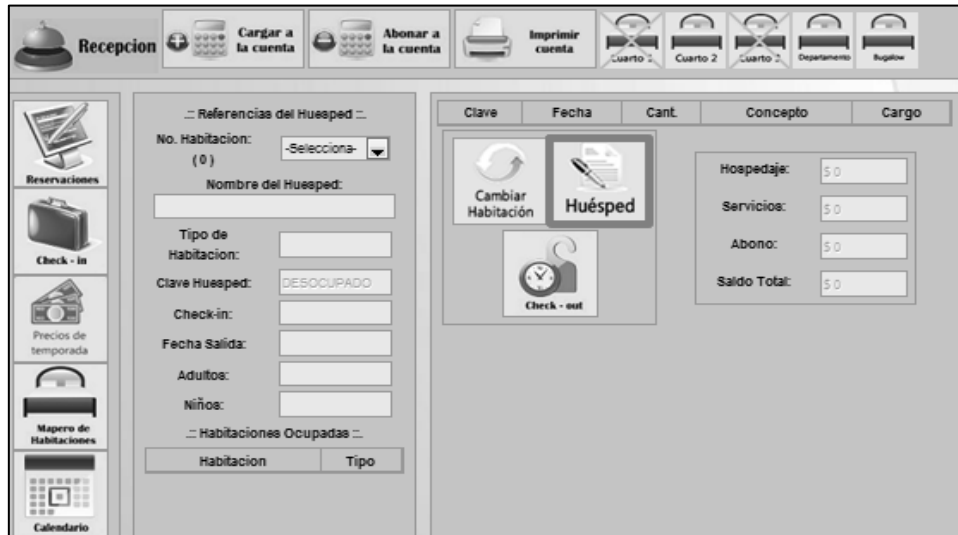 Recepcion
Cargar a
la cuenta
Abonar a
la cuenta
Imprimir
cuenta
Cuarto 2
Departamento
Bugalow
Reservaciones
Check - in
Precios de
temporada
Mapero de
Habitaciones
Calendario
.:: Referencias del Huesped ::.
No. Habitacion:
( 0 )
-Selecciona-
Nombre del Huesped:
Tipo de
Habitacion:
Clave Huesped:
DESOCUPADO
Check-in:
Fecha Salida:
Adultos:
Niños:
.:: Habitaciones Ocupadas ::.
Habitacion Tipo
Clave Fecha Cant. Concepto Cargo
Cambiar
Habitación
Huésped
Check - out
Hospedaje: $ 0
Servicios: $ 0
Abono: $ 0
Saldo Total: $ 0